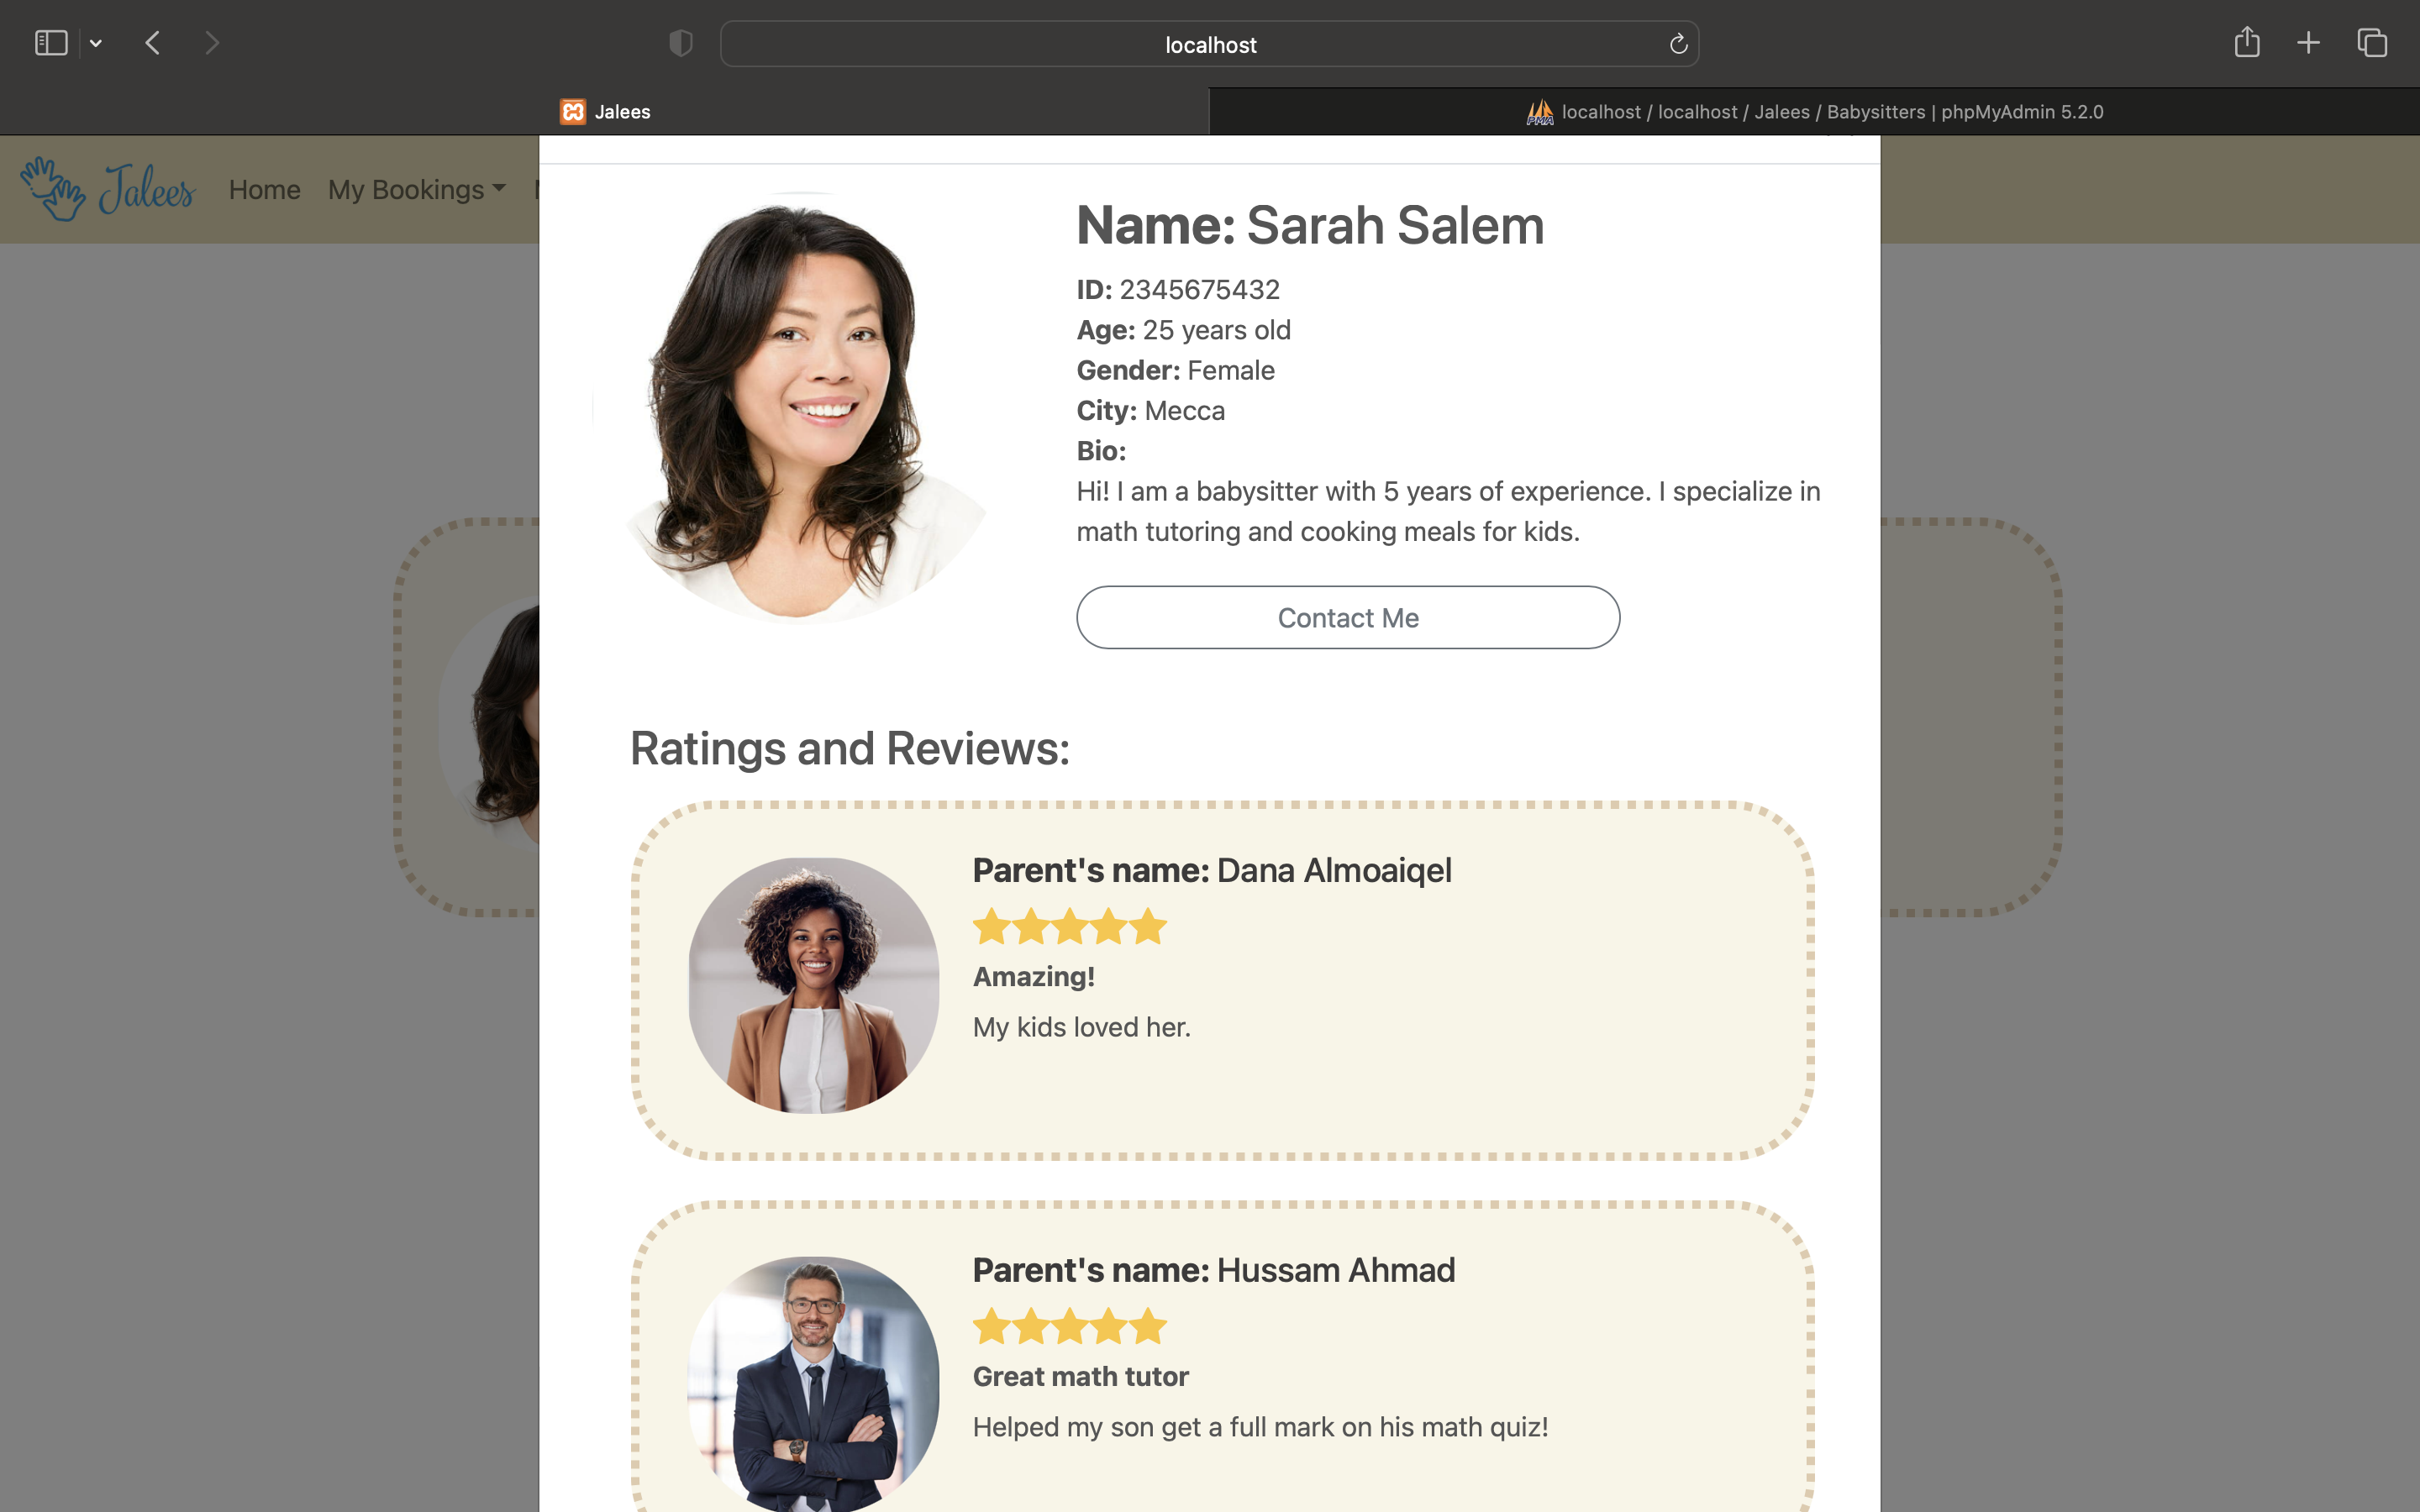 localhost
Jalees
localhost / localhost / Jalees / Babysitters | phpMyAdmin 5.2.0
Jalees
Home
My Bookings
Name: Sarah Salem
ID: 2345675432
Age: 25 years old
Gender: Female
City: Mecca
Bio:
Hi! I am a babysitter with 5 years of experience. I specialize in
math tutoring and cooking meals for kids.
Contact Me
Ratings and Reviews:
Parent's name: Dana Almoaiqel
Amazing!
My kids loved her.
Parent's name: Hussam Ahmad
Great math tutor
Helped my son get a full mark on his math quiz!